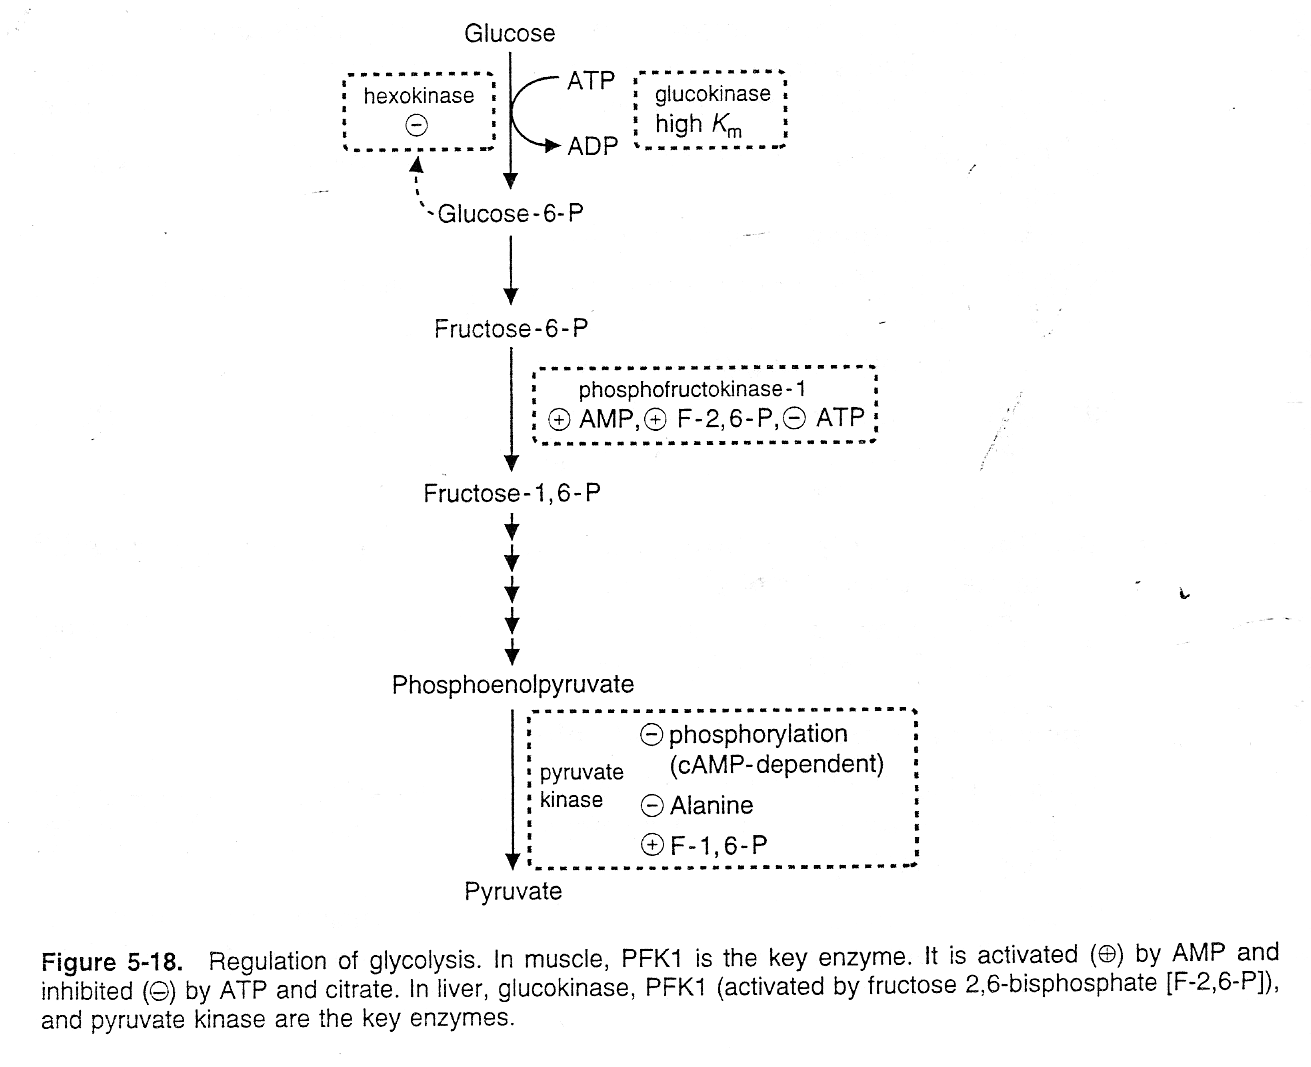 Glucose
hexokinase
⊖
ATP
ADP
glucokinase
high Km
Glucose-6-P
Fructose-6-P
phosphofructokinase-1
⊕ AMP, ⊕ F-2,6-P, ⊖ ATP
Fructose-1,6-P
Phosphoenolpyruvate
pyruvate
kinase
⊖ phosphorylation
(cAMP-dependent)
⊖ Alanine
⊕ F-1,6-P
Pyruvate
Figure 5-18. Regulation of glycolysis. In muscle, PFK1 is the key enzyme. It is activated (⊕) by AMP and
inhibited (⊖) by ATP and citrate. In liver, glucokinase, PFK1 (activated by fructose 2,6-bisphosphate [F-2,6-P]),
and pyruvate kinase are the key enzymes.